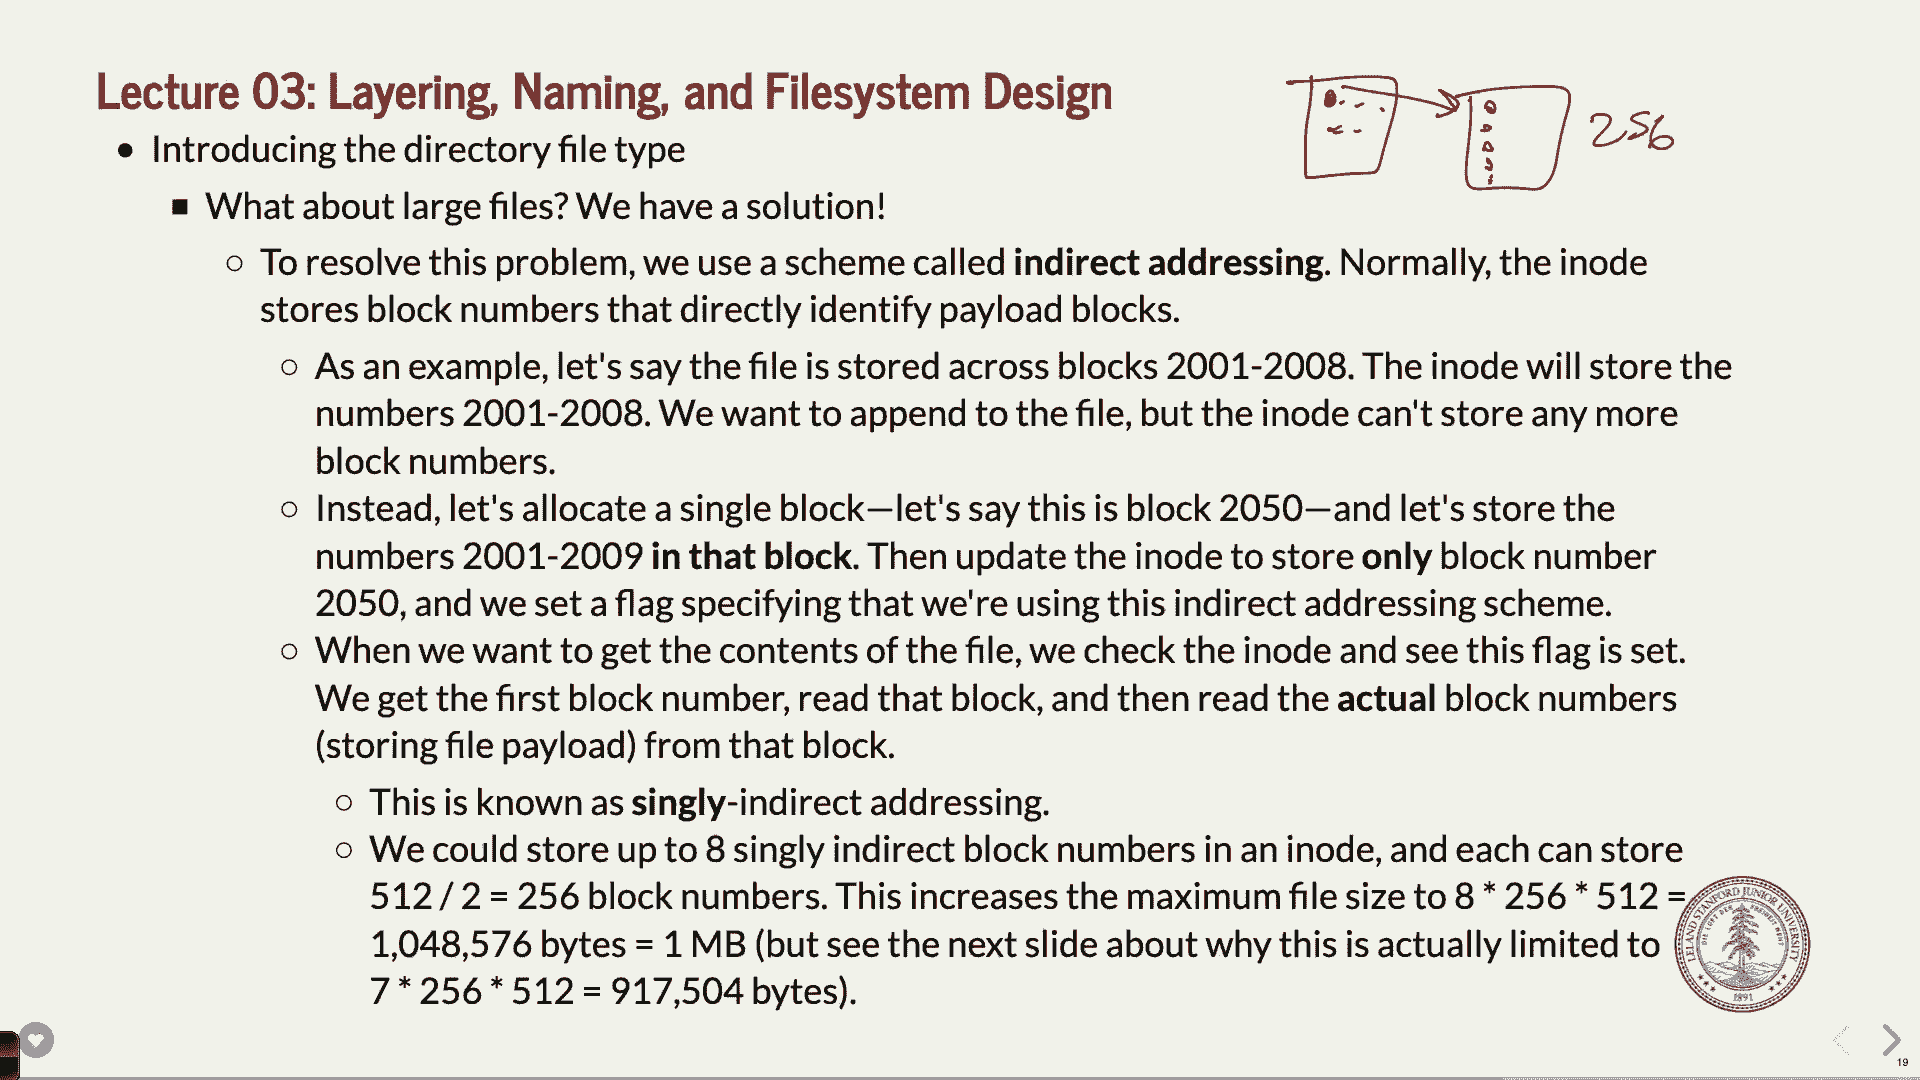 Lecture 03: Layering, Naming, and Filesystem Design
256
Introducing the directory file type
What about large files? We have a solution!
To resolve this problem, we use a scheme called indirect addressing. Normally, the inode
stores block numbers that directly identify payload blocks.
As an example, let's say the file is stored across blocks 2001-2008. The inode will store the
numbers 2001-2008. We want to append to the file, but the inode can't store any more
block numbers.
Instead, let's allocate a single block—let's say this is block 2050—and let's store the
numbers 2001-2009 in that block. Then update the inode to store only block number
2050, and we set a flag specifying that we're using this indirect addressing scheme.
When we want to get the contents of the file, we check the inode and see this flag is set.
We get the first block number, read that block, and then read the actual block numbers
(storing file payload) from that block.
This is known as singly-indirect addressing.
We could store up to 8 singly indirect block numbers in an inode, and each can store
512 / 2 = 256 block numbers. This increases the maximum file size to 8 * 256 * 512 =
1,048,576 bytes = 1 MB (but see the next slide about why this is actually limited to
7 * 256 * 512 = 917,504 bytes).
LELAND STANFORD JUNIOR UNIVERSITY
1891
19